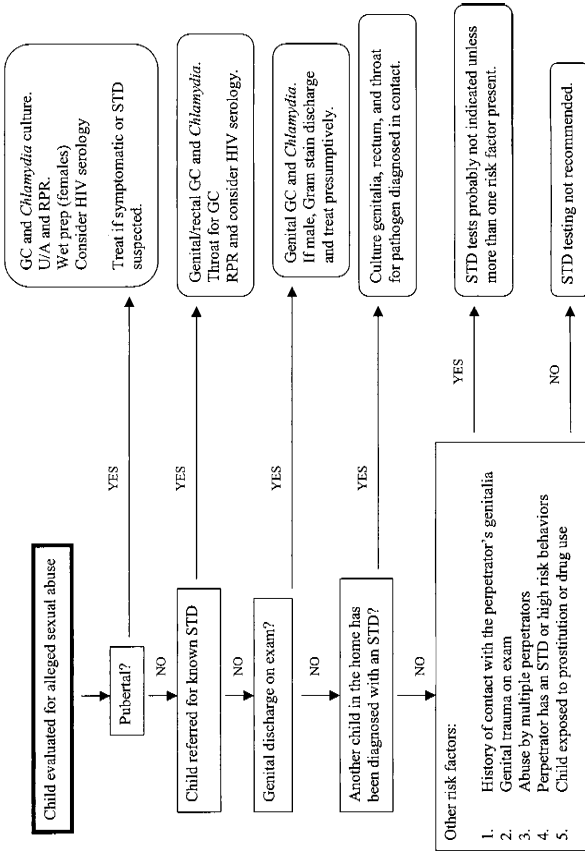 Child evaluated for alleged sexual abuse
Pubertal?
YES
GC and Chlamydia culture.
U/A and RPR.
Wet prep (females)
Consider HIV serology
Treat if symptomatic or STD
suspected.
NO
Child referred for known STD
YES
Genital/rectal GC and Chlamydia.
Throat for GC
RPR and consider HIV serology.
NO
Genital discharge on exam?
YES
Genital GC and Chlamydia.
If male, Gram stain discharge
and treat presumptively.
NO
Another child in the home has
been diagnosed with an STD?
YES
Culture genitalia, rectum, and throat
for pathogen diagnosed in contact.
NO
Other risk factors:
1. History of contact with the perpetrator's genitalia
2. Genital trauma on exam
3. Abuse by multiple perpetrators
4. Perpetrator has an STD or high risk behaviors
5. Child exposed to prostitution or drug use
YES
STD tests probably not indicated unless
more than one risk factor present.
NO
STD testing not recommended.